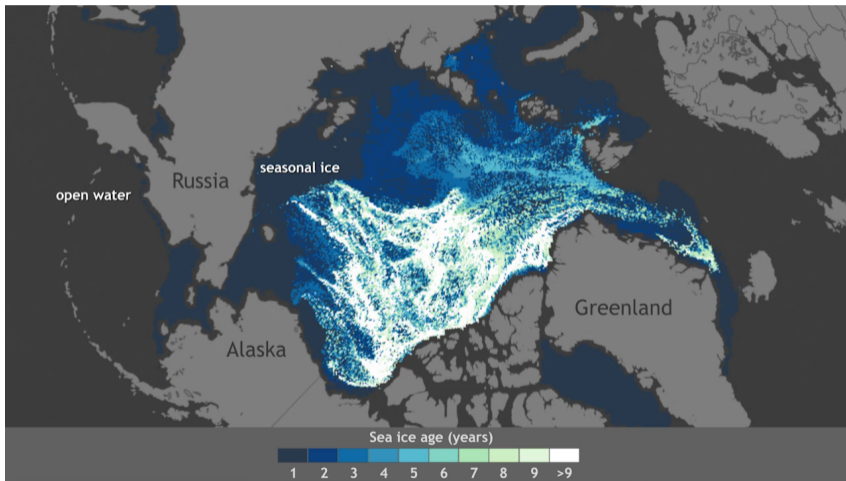 seasonal ice
Russia
open water
Greenland
Alaska
Sea ice age (years)
1 2 3 4 5 6 7 8 9 >9